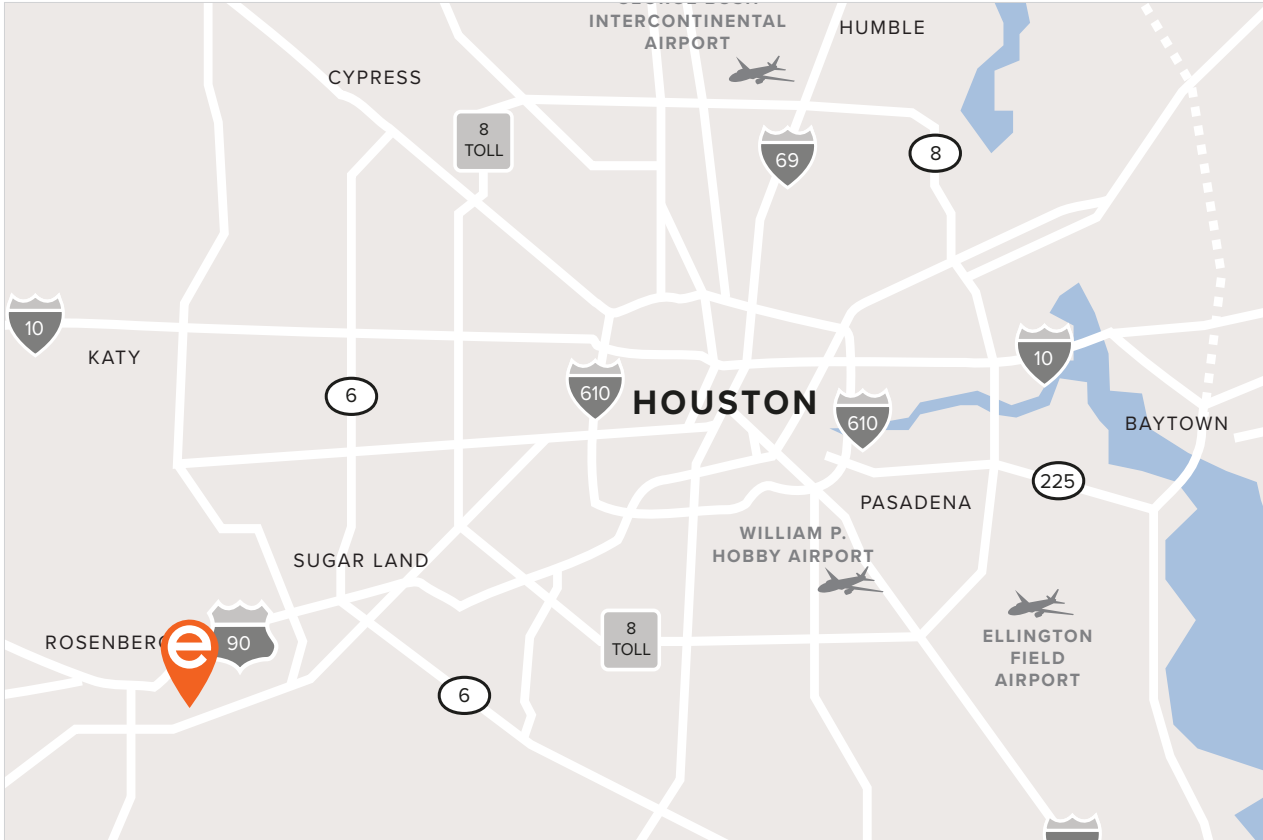 INTERCONTINENTAL
AIRPORT
HUMBLE
CYPRESS
8
TOLL
69
8
10
KATY
6
610
HOUSTON
610
10
BAYTOWN
225
PASADENA
WILLIAM P.
HOBBY AIRPORT
SUGAR LAND
ROSENBERG
e
90
8
TOLL
ELLINGTON
FIELD
AIRPORT
6